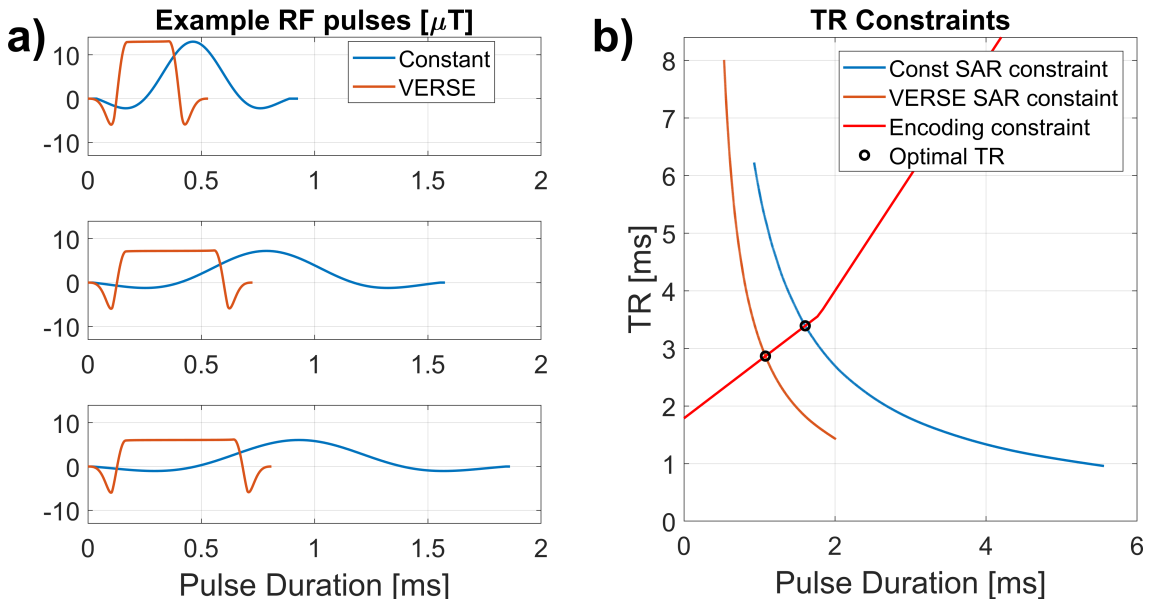 a)
Example RF pulses [μT]
Constant
VERSE
10
0
-10
0 0.5 1 1.5 2
10
0
-10
0 0.5 1 1.5 2
10
0
-10
0 0.5 1 1.5 2
Pulse Duration [ms]
b)
TR Constraints
Const SAR constraint
VERSE SAR constaint
Encoding constraint
Optimal TR
TR [ms]
8
7
6
5
4
3
2
1
0
0 2 4 6
Pulse Duration [ms]